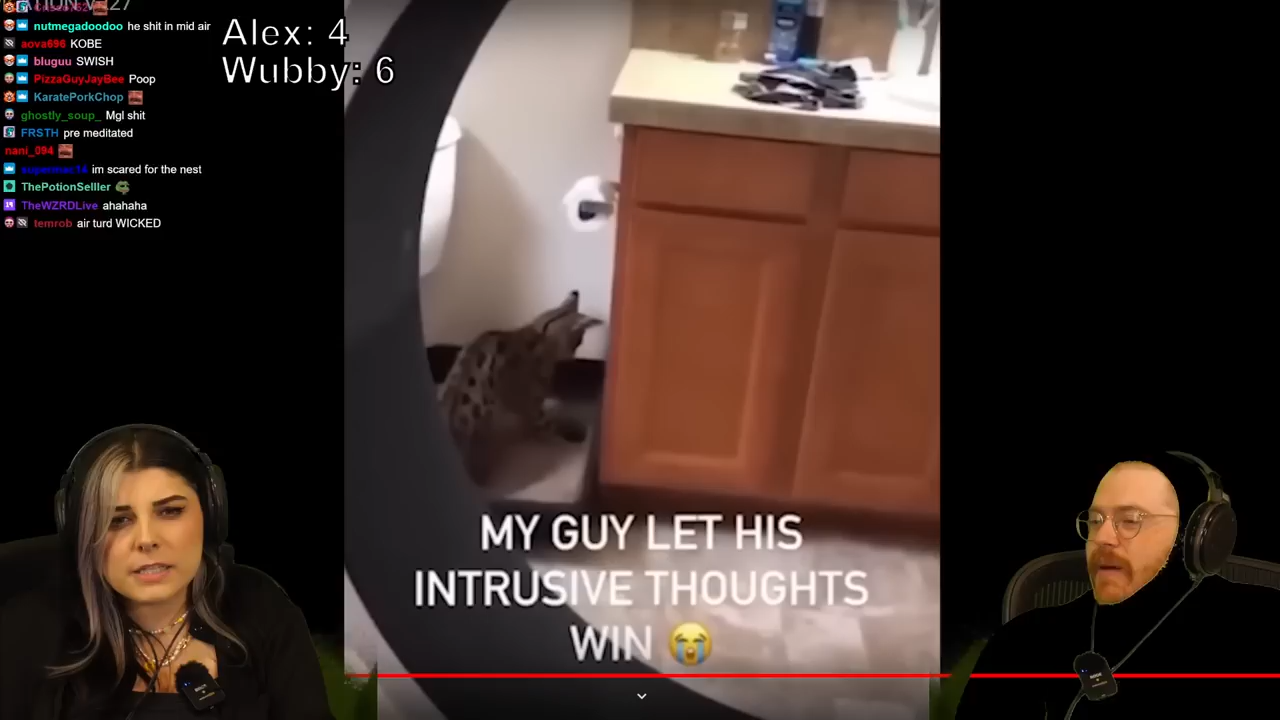 nutmegadoodoo he shit in mid air
aova696 KOBE
bluguu SWISH
PizzaGuyJayBee Poop
KaratePorkChop
ghostly_soup_ Mgl shit
FRSTH pre meditated
nani_094
im scared for the nest
ThePotionSelller
TheWZRDLive ahahaha
temrob air turd WICKED
Alex: 4
Wubby: 6
MY GUY LET HIS
INTRUSIVE THOUGHTS
WIN 😭